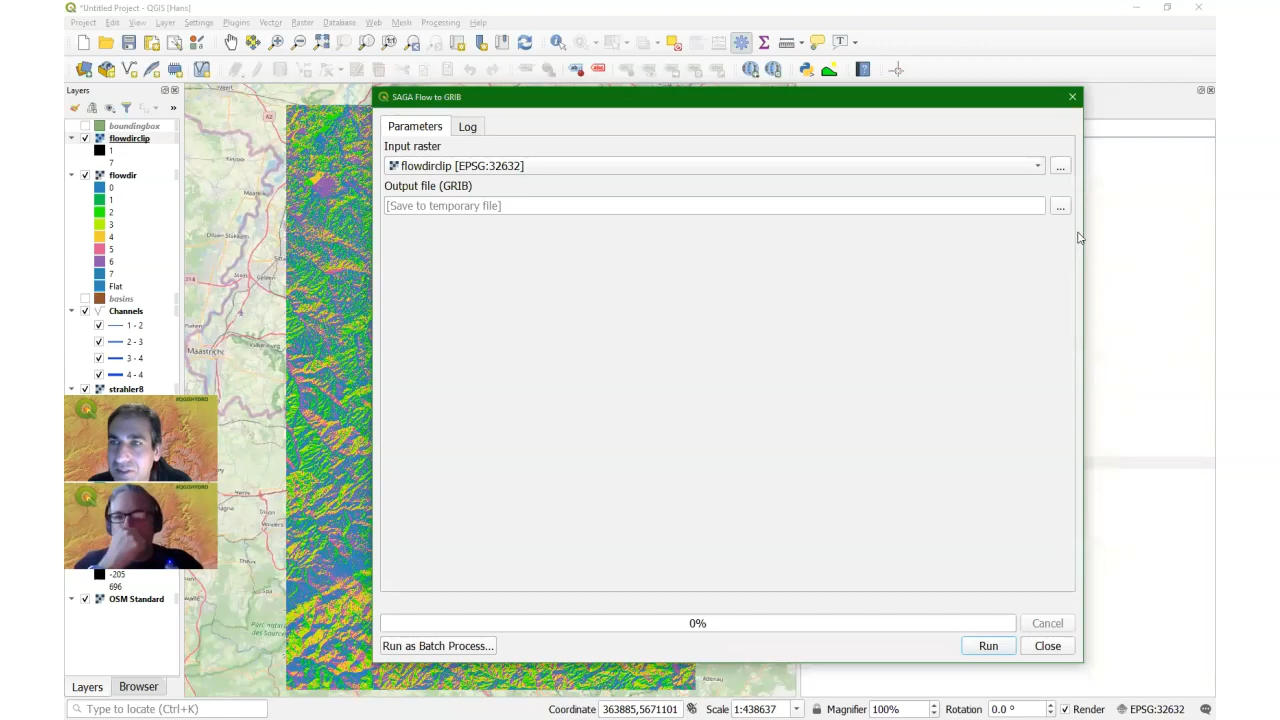 *Untitled Project - QGIS [Hans]
Project Edit View Layer Settings Plugins Vector Raster Database Web Mesh Processing Help
Layers
boundingbox
flowdirclip
1
7
flowdir
0
1
2
3
4
5
6
7
Flat
basins
Channels
1 - 2
2 - 3
3 - 4
4 - 4
strahler8
#QGISHYDRO
#QGISHYDRO
-205
696
OSM Standard
Layers Browser
Maastricht
SAGA Flow to GRIB
Parameters Log
Input raster
flowdirclip [EPSG:32632]
...
Output file (GRIB)
[Save to temporary file]
...
0%
Cancel
Run as Batch Process...
Run
Close
Type to locate (Ctrl+K)
Coordinate 363885,5671101 Scale 1:438637 Magnifier 100% Rotation 0.0 ° Render EPSG:32632